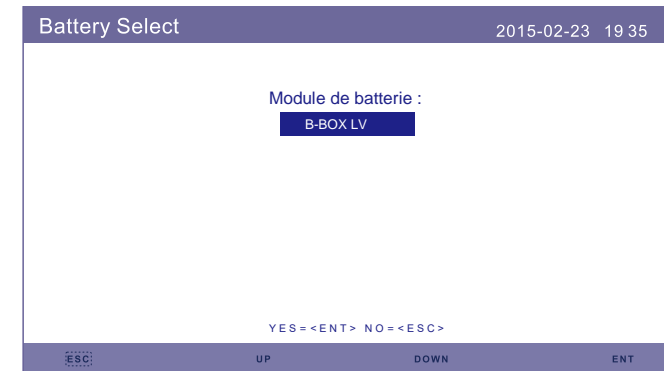 Battery Select 2015-02-23 19 35
Module de batterie :
B-BOX LV
YES=<ENT> NO=<ESC>
ESC UP DOWN ENT